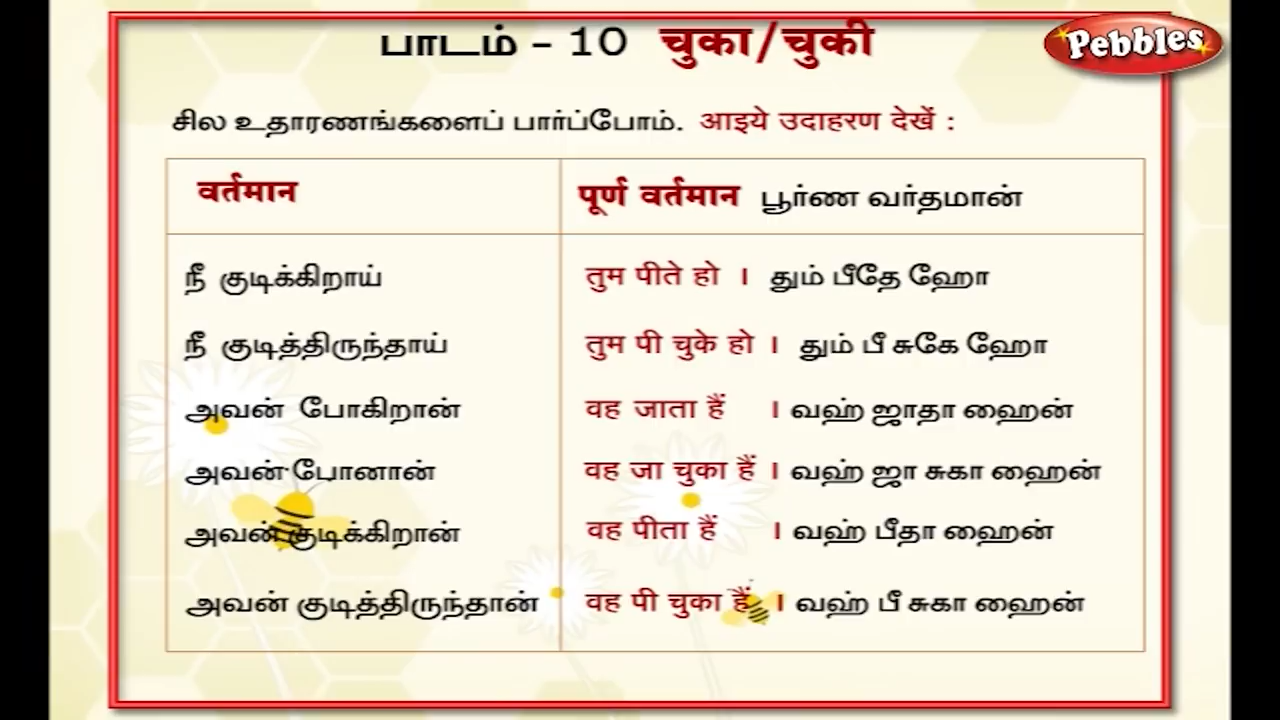 பாடம் - 10 चुका/चुकी
Pebbles
சில உதாரணங்களைப் பார்ப்போம். आइये उदाहरण देखें :
वर्तमान पूर्ण वर्तमान பூர்ண வர்தமான்
நீ குடிக்கிறாய் तुम पीते हो । தும் பீதே ஹோ
நீ குடித்திருந்தாய் तुम पी चुके हो । தும் பீ சுகே ஹோ
அவன் போகிறான் वह जाता हैं । வஹ் ஜாதா ஹைன்
அவன் போனான் वह जा चुका हैं । வஹ் ஜா சுகா ஹைன்
அவன் குடிக்கிறான் वह पीता हैं । வஹ் பீதா ஹைன்
அவன் குடித்திருந்தான் वह पी चुका हैं । வஹ் பீ சுகா ஹைன்